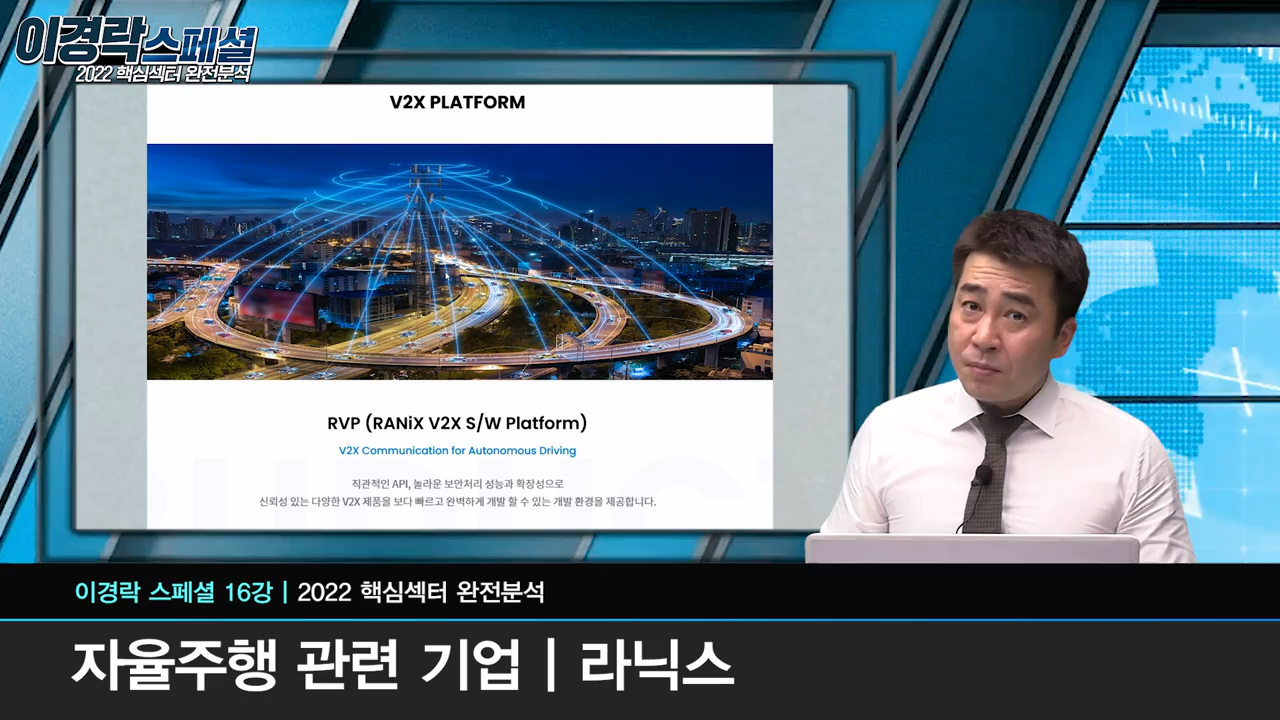 이경락스페셜
2022 핵심섹터 완전분석
V2X PLATFORM
RVP (RANiX V2X S/W Platform)
V2X Communication for Autonomous Driving
직관적인 API, 놀라운 보안처리 성능과 확장성으로
신뢰성 있는 다양한 V2X 제품을 보다 빠르고 완벽하게 개발 할 수 있는 개발 환경을 제공합니다.
이경락 스페셜 16강 | 2022 핵심섹터 완전분석
자율주행 관련 기업 | 라닉스